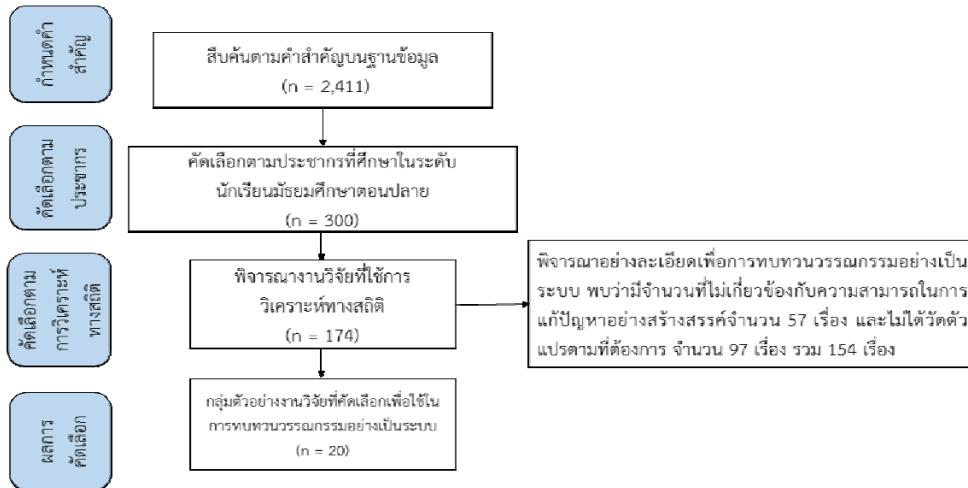 กำหนดคำ
สำคัญ
สืบค้นตามคำสำคัญบนฐานข้อมูล
(n = 2,411)
คัดเลือกตาม
ประชากร
คัดเลือกตามประชากรที่ศึกษาในระดับ
นักเรียนมัธยมศึกษาตอนปลาย
(n = 300)
คัดเลือกตาม
การวิเคราะห์
ทางสถิติ
พิจารณางานวิจัยที่ใช้การ
วิเคราะห์ทางสถิติ
(n = 174)
พิจารณาอย่างละเอียดเพื่อการทบทวนวรรณกรรมอย่างเป็น
ระบบ พบว่ามีจำนวนที่ไม่เกี่ยวข้องกับความสามารถในการ
แก้ปัญหาอย่างสร้างสรรค์จำนวน 57 เรื่อง และไม่ได้วัดตัว
แปรตามที่ต้องการ จำนวน 97 เรื่อง รวม 154 เรื่อง
ผลการ
คัดเลือก
กลุ่มตัวอย่างงานวิจัยที่คัดเลือกเพื่อใช้ใน
การทบทวนวรรณกรรมอย่างเป็นระบบ
(n = 20)